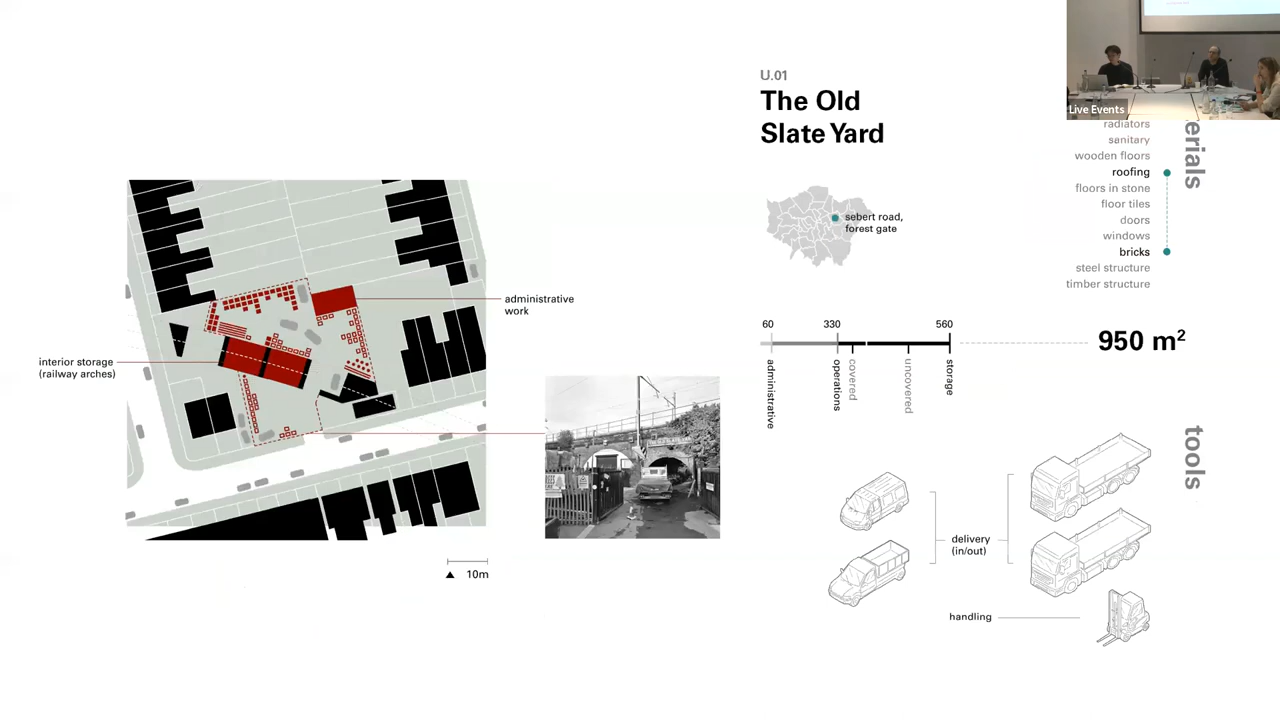 U.01
The Old
Slate Yard
Live Events
erials
radiators
sanitary
wooden floors
roofing
floors in stone
floor tiles
doors
windows
bricks
steel structure
timber structure
sebert road,
forest gate
administrative
work
interior storage
(railway arches)
60
330
560
950 m²
administrative
operations
covered
uncovered
storage
tools
delivery
(in/out)
handling
10m